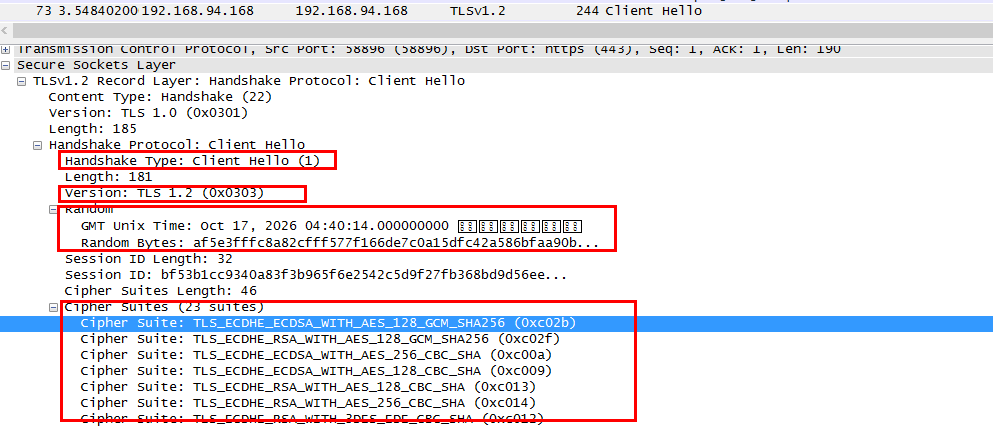 73 3.54840200 192.168.94.168 192.168.94.168 TLSv1.2 244 Client Hello
Transmission Control Protocol, Src Port: 58896 (58896), Dst Port: https (443), Seq: 1, Ack: 1, Len: 190
Secure Sockets Layer
TLSv1.2 Record Layer: Handshake Protocol: Client Hello
Content Type: Handshake (22)
Version: TLS 1.0 (0x0301)
Length: 185
Handshake Protocol: Client Hello
Handshake Type: Client Hello (1)
Length: 181
Version: TLS 1.2 (0x0303)
Random
GMT Unix Time: Oct 17, 2026 04:40:14.000000000
Random Bytes: af5e3fffc8a82cfff577f166de7c0a15dfc42a586bfaa90b...
Session ID Length: 32
Session ID: bf53b1cc9340a83f3b965f6e2542c5d9f27fb368bd9d56ee...
Cipher Suites Length: 46
Cipher Suites (23 suites)
Cipher Suite: TLS_ECDHE_ECDSA_WITH_AES_128_GCM_SHA256 (0xc02b)
Cipher Suite: TLS_ECDHE_RSA_WITH_AES_128_GCM_SHA256 (0xc02f)
Cipher Suite: TLS_ECDHE_ECDSA_WITH_AES_256_CBC_SHA (0xc00a)
Cipher Suite: TLS_ECDHE_ECDSA_WITH_AES_128_CBC_SHA (0xc009)
Cipher Suite: TLS_ECDHE_RSA_WITH_AES_128_CBC_SHA (0xc013)
Cipher Suite: TLS_ECDHE_RSA_WITH_AES_256_CBC_SHA (0xc014)
Cipher Suite: TLS_ECDHE_RSA_WITH_3DES_EDE_CBC_SHA (0xc012)